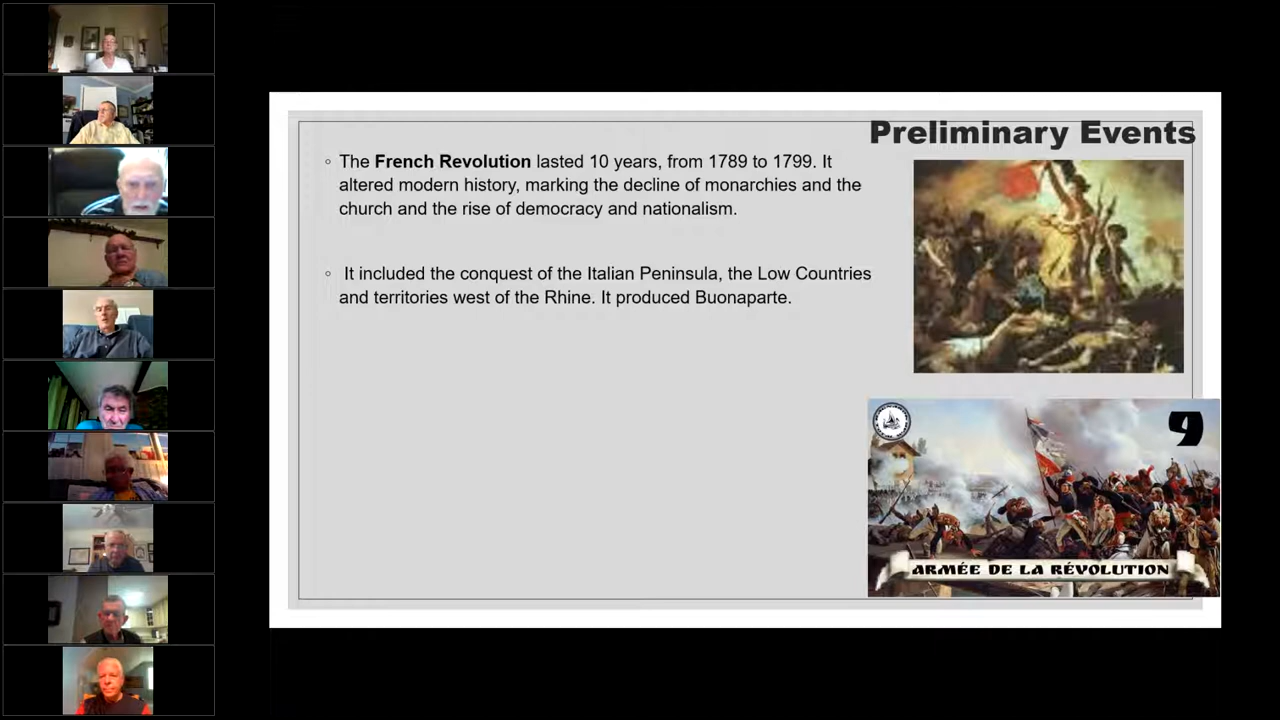 Preliminary Events
◦ The French Revolution lasted 10 years, from 1789 to 1799. It
altered modern history, marking the decline of monarchies and the
church and the rise of democracy and nationalism.
◦ It included the conquest of the Italian Peninsula, the Low Countries
and territories west of the Rhine. It produced Buonaparte.
9
ARMÉE DE LA RÉVOLUTION